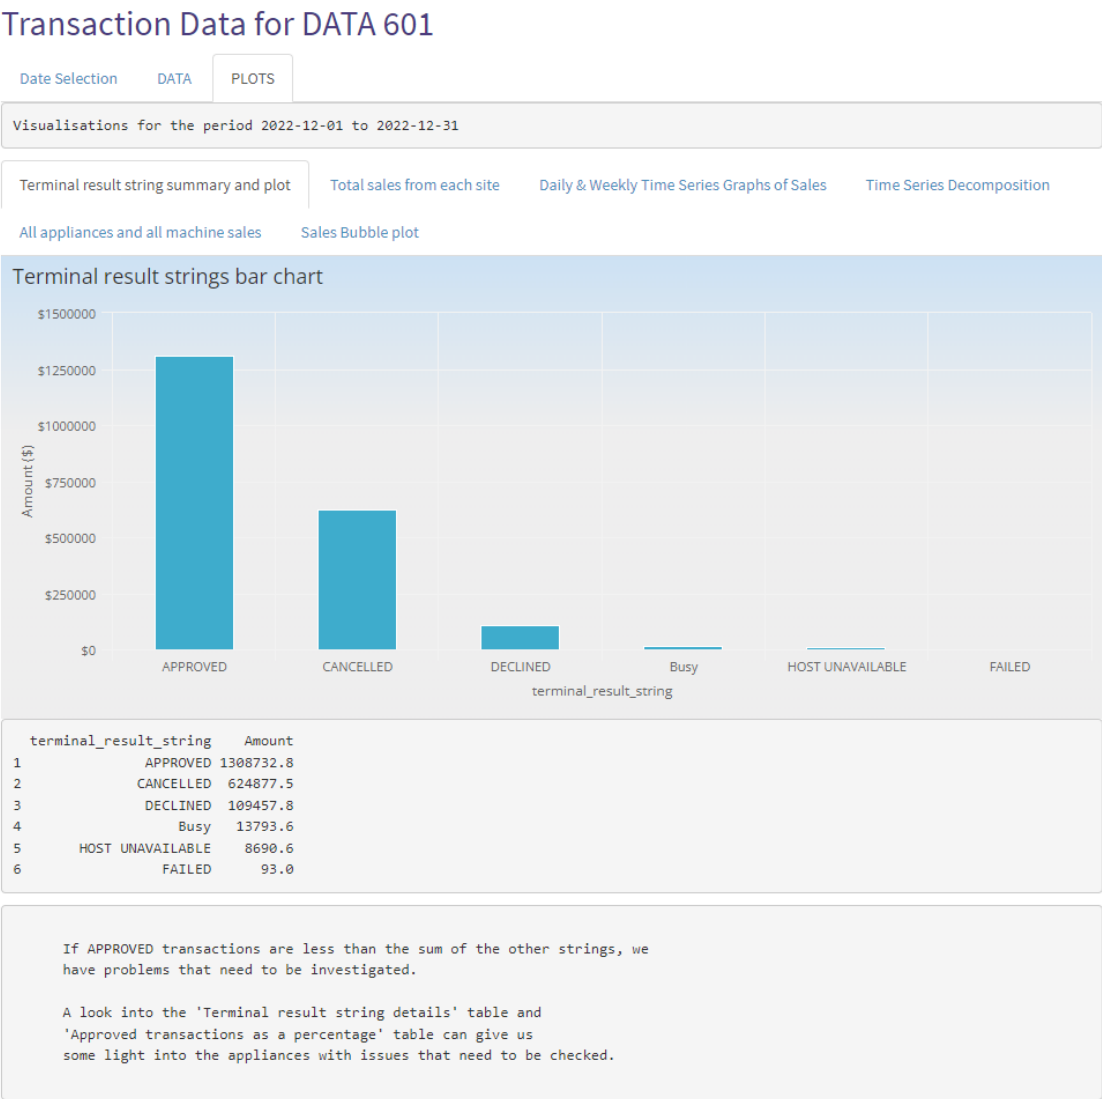 Transaction Data for DATA 601
Date Selection DATA PLOTS
Visualisations for the period 2022-12-01 to 2022-12-31
Terminal result string summary and plot Total sales from each site Daily & Weekly Time Series Graphs of Sales Time Series Decomposition
All appliances and all machine sales Sales Bubble plot
Terminal result strings bar chart
$1500000
$1250000
$1000000
$750000
$500000
$250000
$0
Amount ($)
APPROVED CANCELLED DECLINED Busy HOST UNAVAILABLE FAILED
terminal_result_string
terminal_result_string Amount
1 APPROVED 1308732.8
2 CANCELLED 624877.5
3 DECLINED 109457.8
4 Busy 13793.6
5 HOST UNAVAILABLE 8690.6
6 FAILED 93.0
If APPROVED transactions are less than the sum of the other strings, we
have problems that need to be investigated.
A look into the 'Terminal result string details' table and
'Approved transactions as a percentage' table can give us
some light into the appliances with issues that need to be checked.